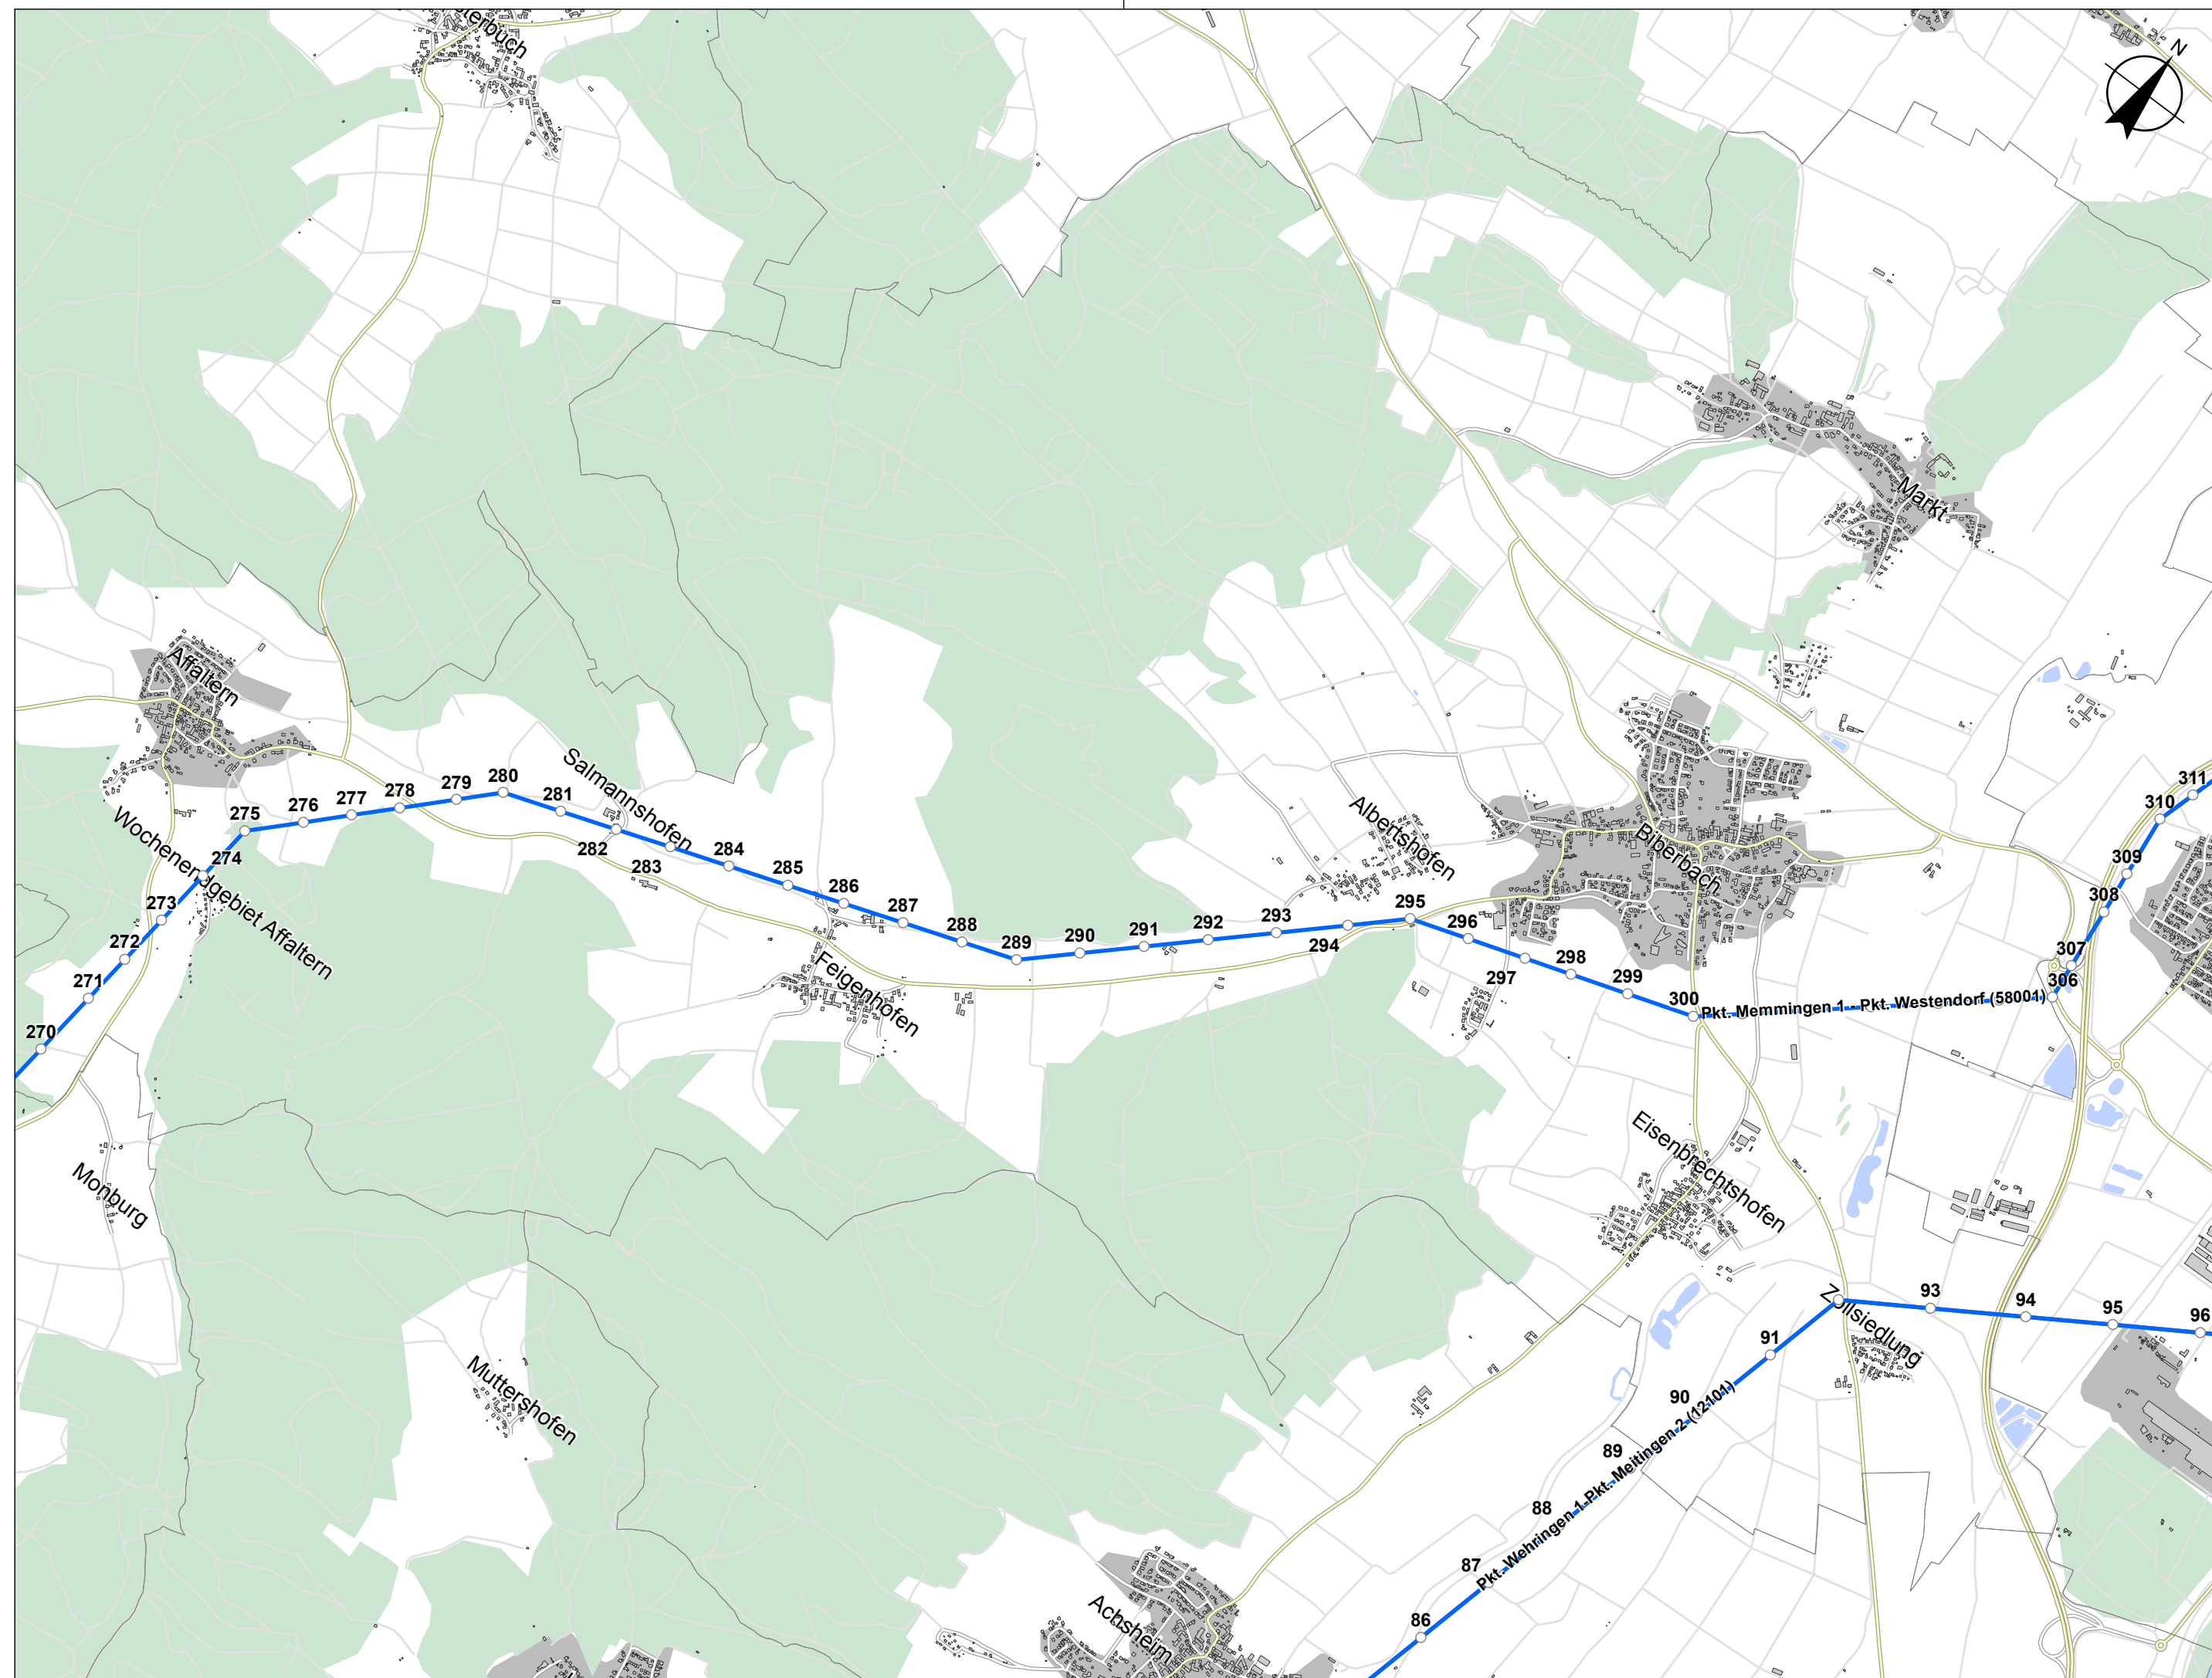 sterbuch
N
Markt
Affaltern
311
280
279
278
277
276
275
281
Salmannshofen
310
Albertshofen
Biberbach
Wochenendgebiet Affaltern
274
282
283
284
285
309
273
286
308
287
293
295
296
272
288
289
290
291
292
294
307
271
Feigenhofen
297
298
299
306
270
300
Pkt. Memmingen 1 - Pkt. Westendorf (58001)
Monburg
Eisenbrechtshofen
Zollsiedlung
93
94
95
96
91
Muttershofen
90
89
88
87
Pkt. Wehringen 1-Pkt. Meitingen 2 (12101)
86
Achsheim